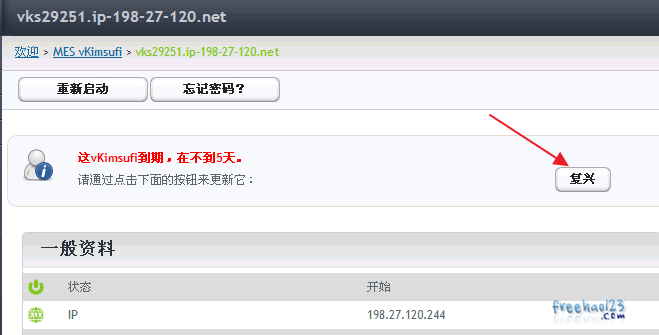 vks29251.ip-198-27-120.net
欢迎 > MES vKimsufi > vks29251.ip-198-27-120.net
重新启动 忘记密码？
这vKimsufi到期，在不到5天。
请通过点击下面的按钮来更新它：
复兴
一般资料
状态 开始
IP 198.27.120.244
freehao123
.com